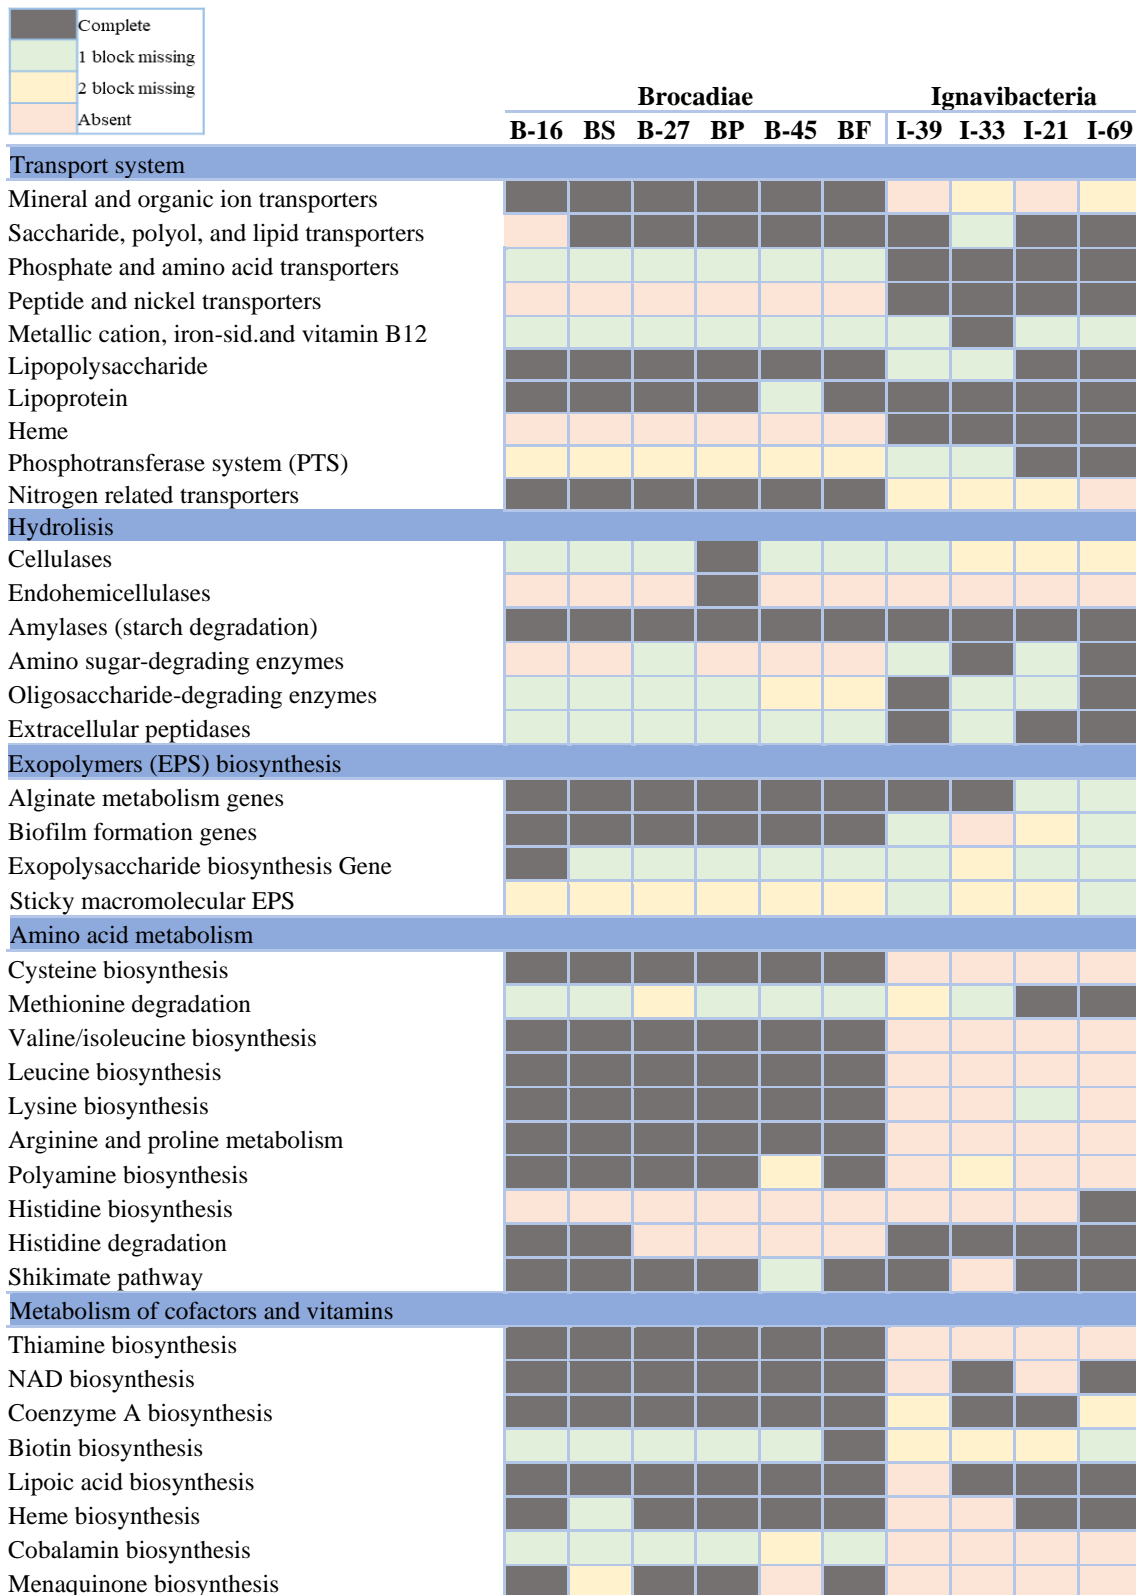 Complete
1 block missing
2 block missing
Absent
Brocadiae Ignavibacteria
B-16 BS B-27 BP B-45 BF I-39 I-33 I-21 I-69
Transport system
Mineral and organic ion transporters
Saccharide, polyol, and lipid transporters
Phosphate and amino acid transporters
Peptide and nickel transporters
Metallic cation, iron-sid.and vitamin B12
Lipopolysaccharide
Lipoprotein
Heme
Phosphotransferase system (PTS)
Nitrogen related transporters
Hydrolisis
Cellulases
Endohemicellulases
Amylases (starch degradation)
Amino sugar-degrading enzymes
Oligosaccharide-degrading enzymes
Extracellular peptidases
Exopolymers (EPS) biosynthesis
Alginate metabolism genes
Biofilm formation genes
Exopolysaccharide biosynthesis Gene
Sticky macromolecular EPS
Amino acid metabolism
Cysteine biosynthesis
Methionine degradation
Valine/isoleucine biosynthesis
Leucine biosynthesis
Lysine biosynthesis
Arginine and proline metabolism
Polyamine biosynthesis
Histidine biosynthesis
Histidine degradation
Shikimate pathway
Metabolism of cofactors and vitamins
Thiamine biosynthesis
NAD biosynthesis
Coenzyme A biosynthesis
Biotin biosynthesis
Lipoic acid biosynthesis
Heme biosynthesis
Cobalamin biosynthesis
Menaquinone biosynthesis